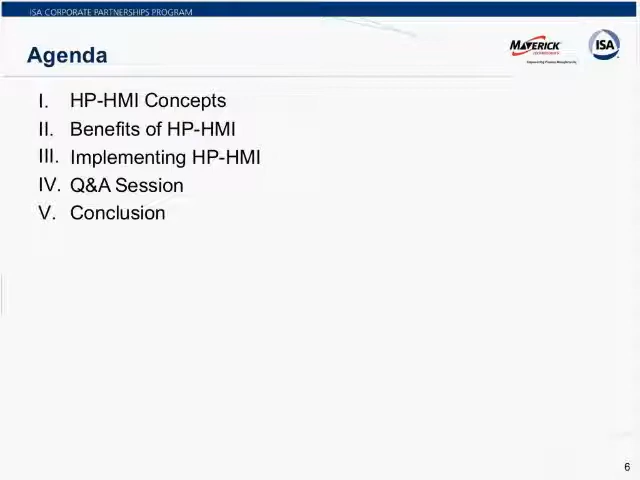 ISA CORPORATE PARTNERSHIPS PROGRAM
Agenda
MAVERICK
ISA
I. HP-HMI Concepts
II. Benefits of HP-HMI
III. Implementing HP-HMI
IV. Q&A Session
V. Conclusion
6